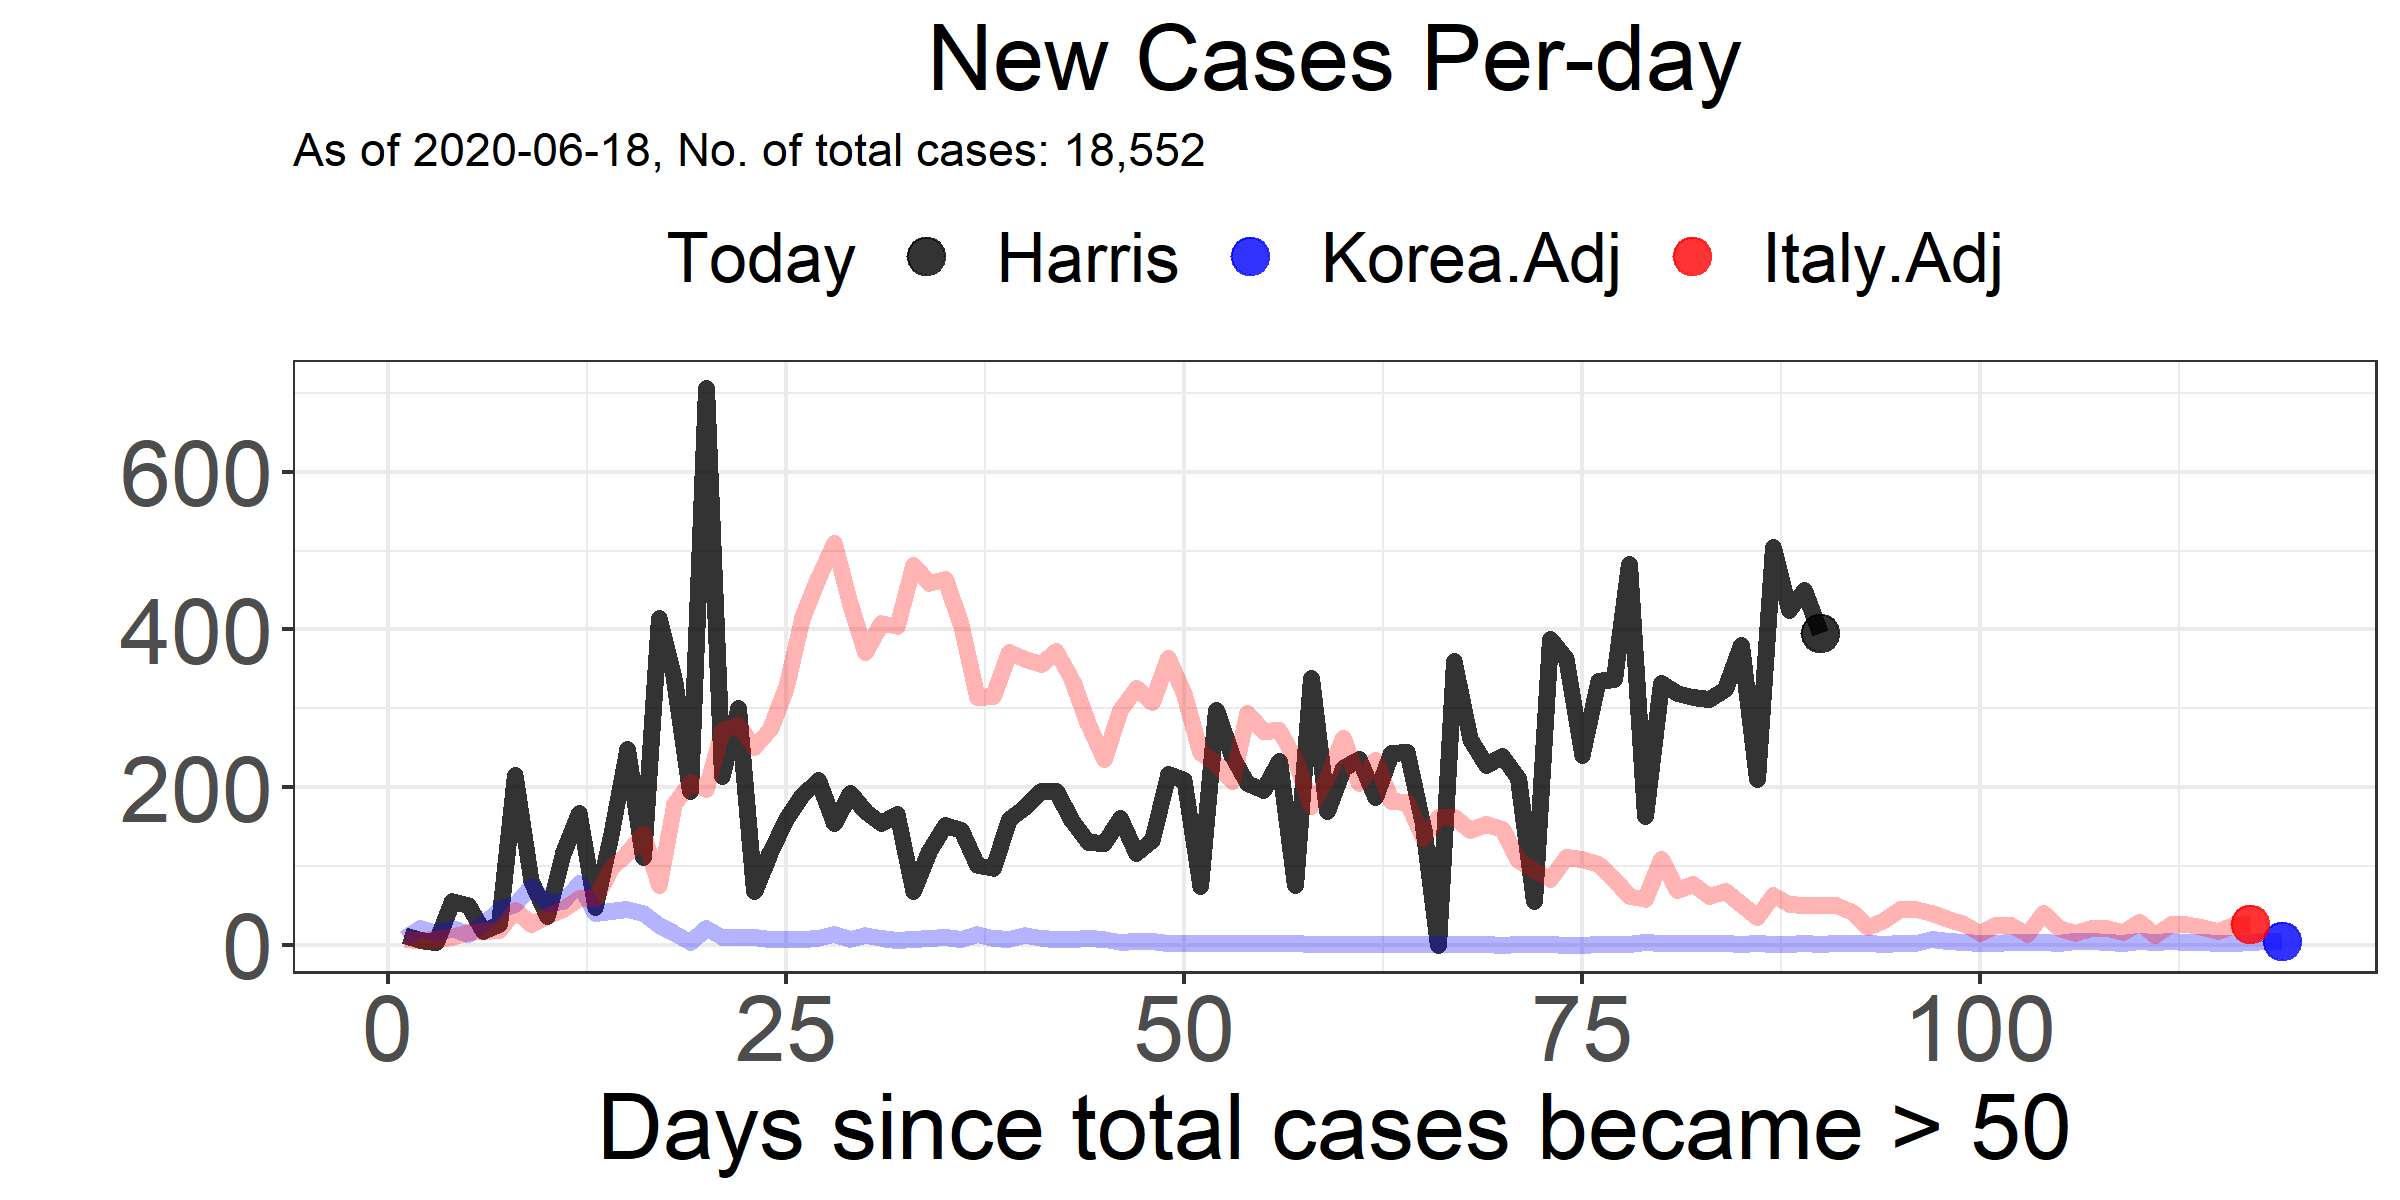 New Cases Per-day
As of 2020-06-18, No. of total cases: 18,552
Today Harris Korea.Adj Italy.Adj
600
400
200
0
0 25 50 75 100
Days since total cases became > 50